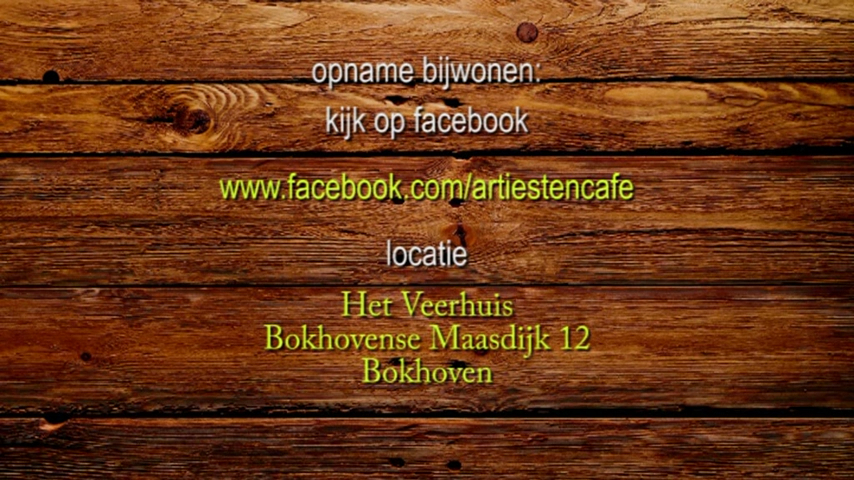 opname bijwonen:
kijk op facebook
www.facebook.com/artiestencafe
locatie
Het Veerhuis
Bokhovense Maasdijk 12
Bokhoven